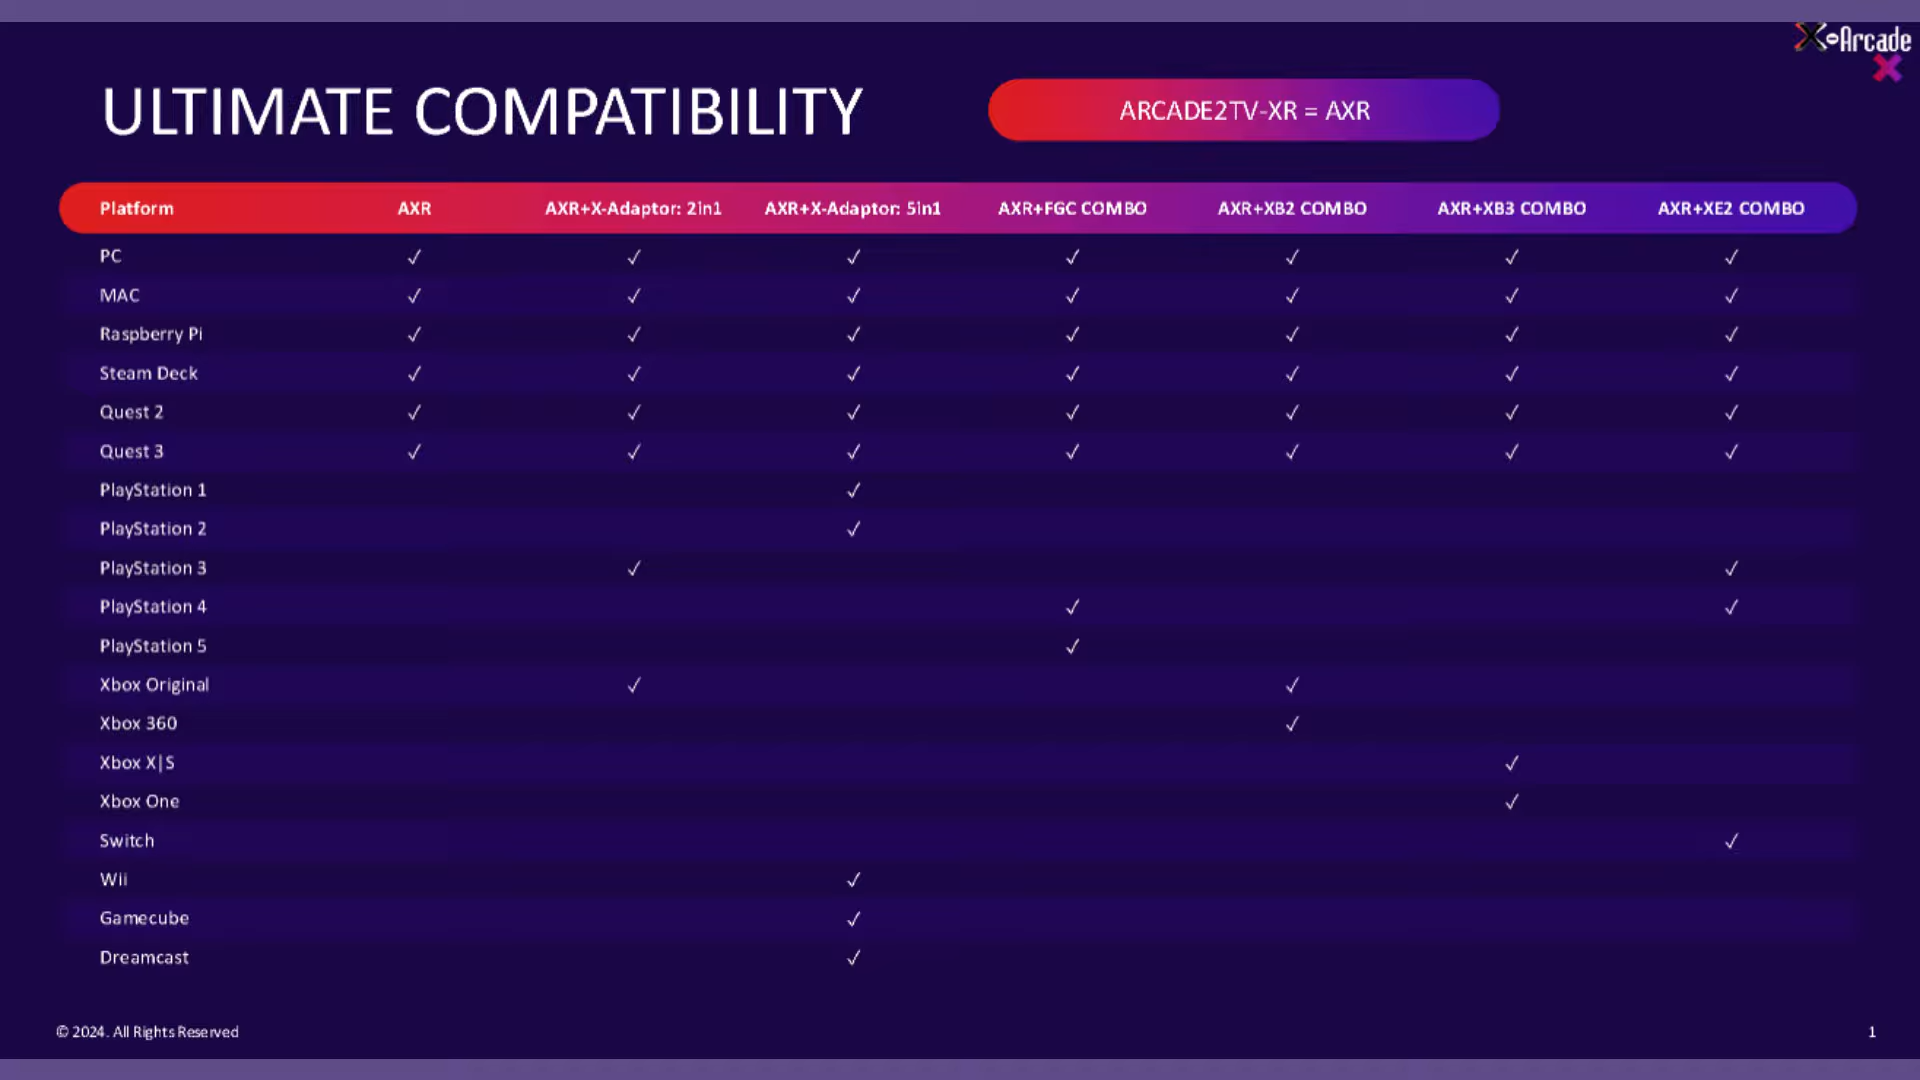 X-Arcade
ULTIMATE COMPATIBILITY
ARCADE2TV-XR = AXR
Platform AXR AXR+X-Adaptor: 2in1 AXR+X-Adaptor: 5in1 AXR+FGC COMBO AXR+XB2 COMBO AXR+XB3 COMBO AXR+XE2 COMBO
PC ✓ ✓ ✓ ✓ ✓ ✓ ✓
MAC ✓ ✓ ✓ ✓ ✓ ✓ ✓
Raspberry Pi ✓ ✓ ✓ ✓ ✓ ✓ ✓
Steam Deck ✓ ✓ ✓ ✓ ✓ ✓ ✓
Quest 2 ✓ ✓ ✓ ✓ ✓ ✓ ✓
Quest 3 ✓ ✓ ✓ ✓ ✓ ✓ ✓
PlayStation 1 ✓
PlayStation 2 ✓
PlayStation 3 ✓ ✓
PlayStation 4 ✓ ✓
PlayStation 5 ✓
Xbox Original ✓ ✓
Xbox 360 ✓
Xbox X|S ✓
Xbox One ✓
Switch ✓
Wii ✓
Gamecube ✓
Dreamcast ✓
© 2024. All Rights Reserved
1